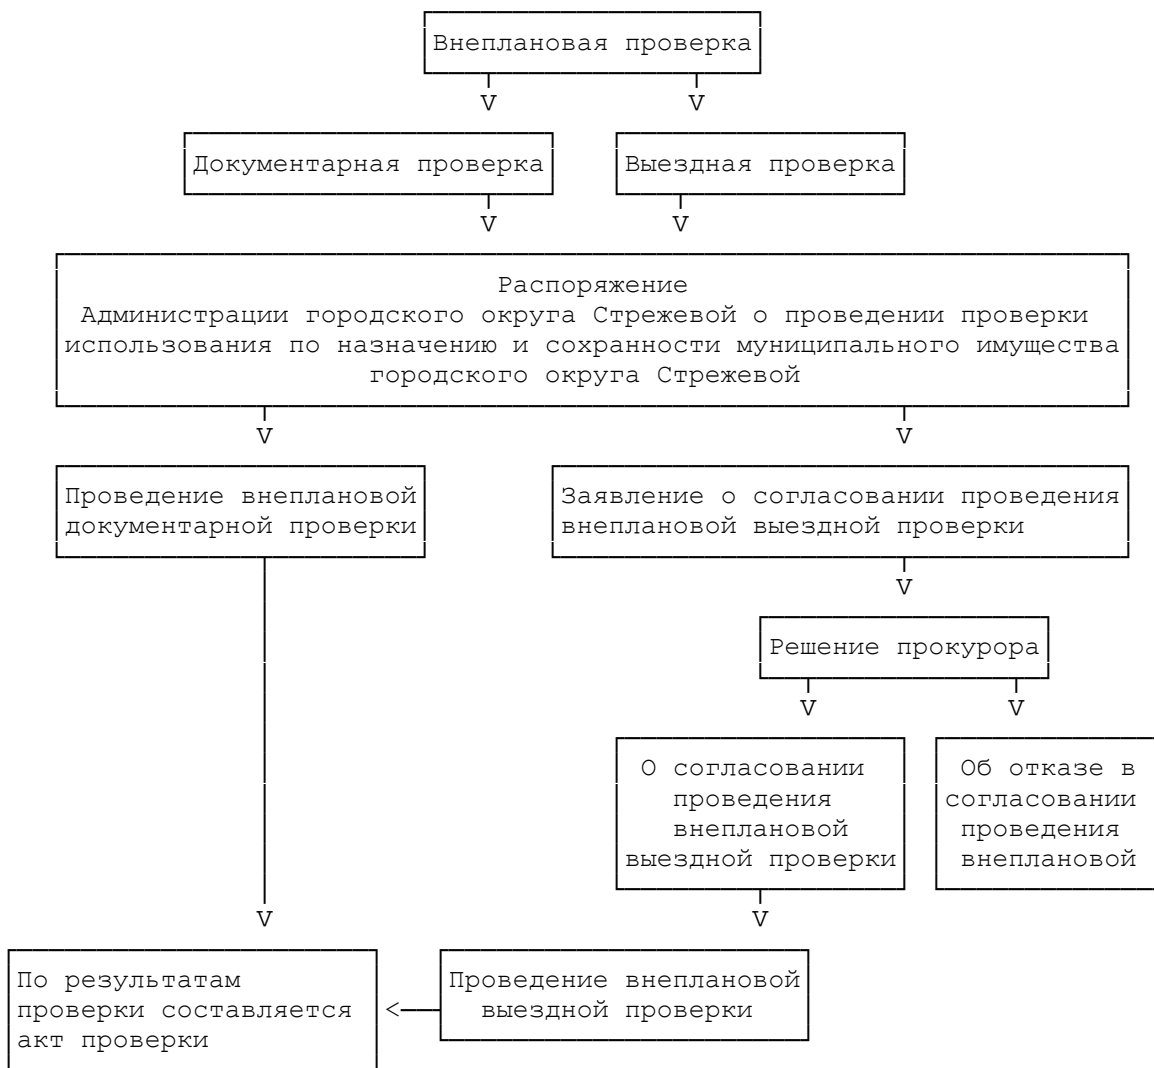 Внеплановая проверка
V V
Документарная проверка
Выездная проверка
V V
Распоряжение
Администрации городского округа Стрежевой о проведении проверки
использования по назначению и сохранности муниципального имущества
городского округа Стрежевой
V V
Проведение внеплановой
документарной проверки
Заявление о согласовании проведения
внеплановой выездной проверки
V
Решение прокурора
V V
О согласовании
проведения
внеплановой
выездной проверки
Об отказе в
согласовании
проведения
внеплановой
V V
По результатам
проверки составляется
акт проверки
<
Проведение внеплановой
выездной проверки